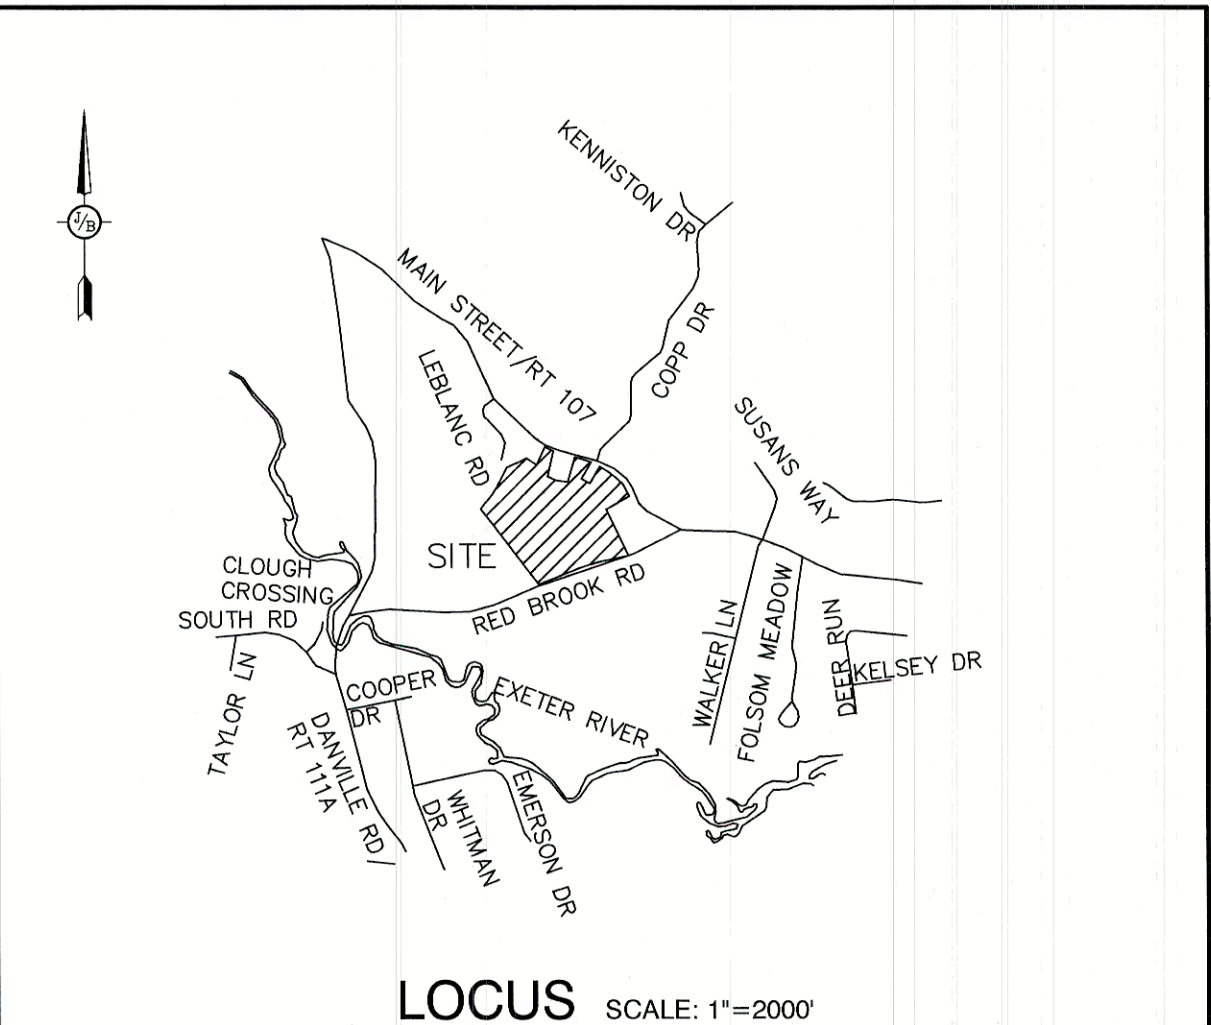 KENNISTON DR
J/B
MAIN STREET/RT 107
COPP DR
LEBLANC RD
SUSANS WAY
SITE
CLOUGH
CROSSING
SOUTH RD
RED BROOK RD
TAYLOR LN
COOPER
DR
EXETER RIVER
WALKER LN
FOLSOM MEADOW
DEER RUN
KELSEY DR
DANVILLE RD
RT 111A
WHITMAN
DR
EMERSON DR
LOCUS SCALE: 1"=2000'